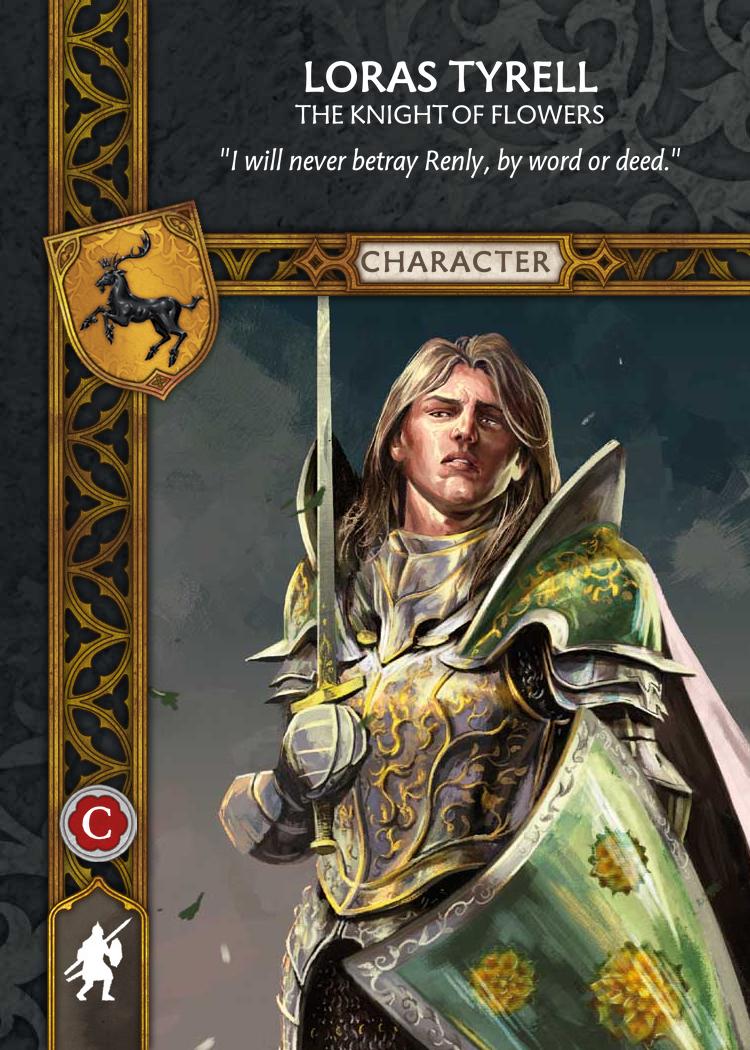 LORAS TYRELL
THE KNIGHT OF FLOWERS
"I will never betray Renly, by word or deed."
CHARACTER
C